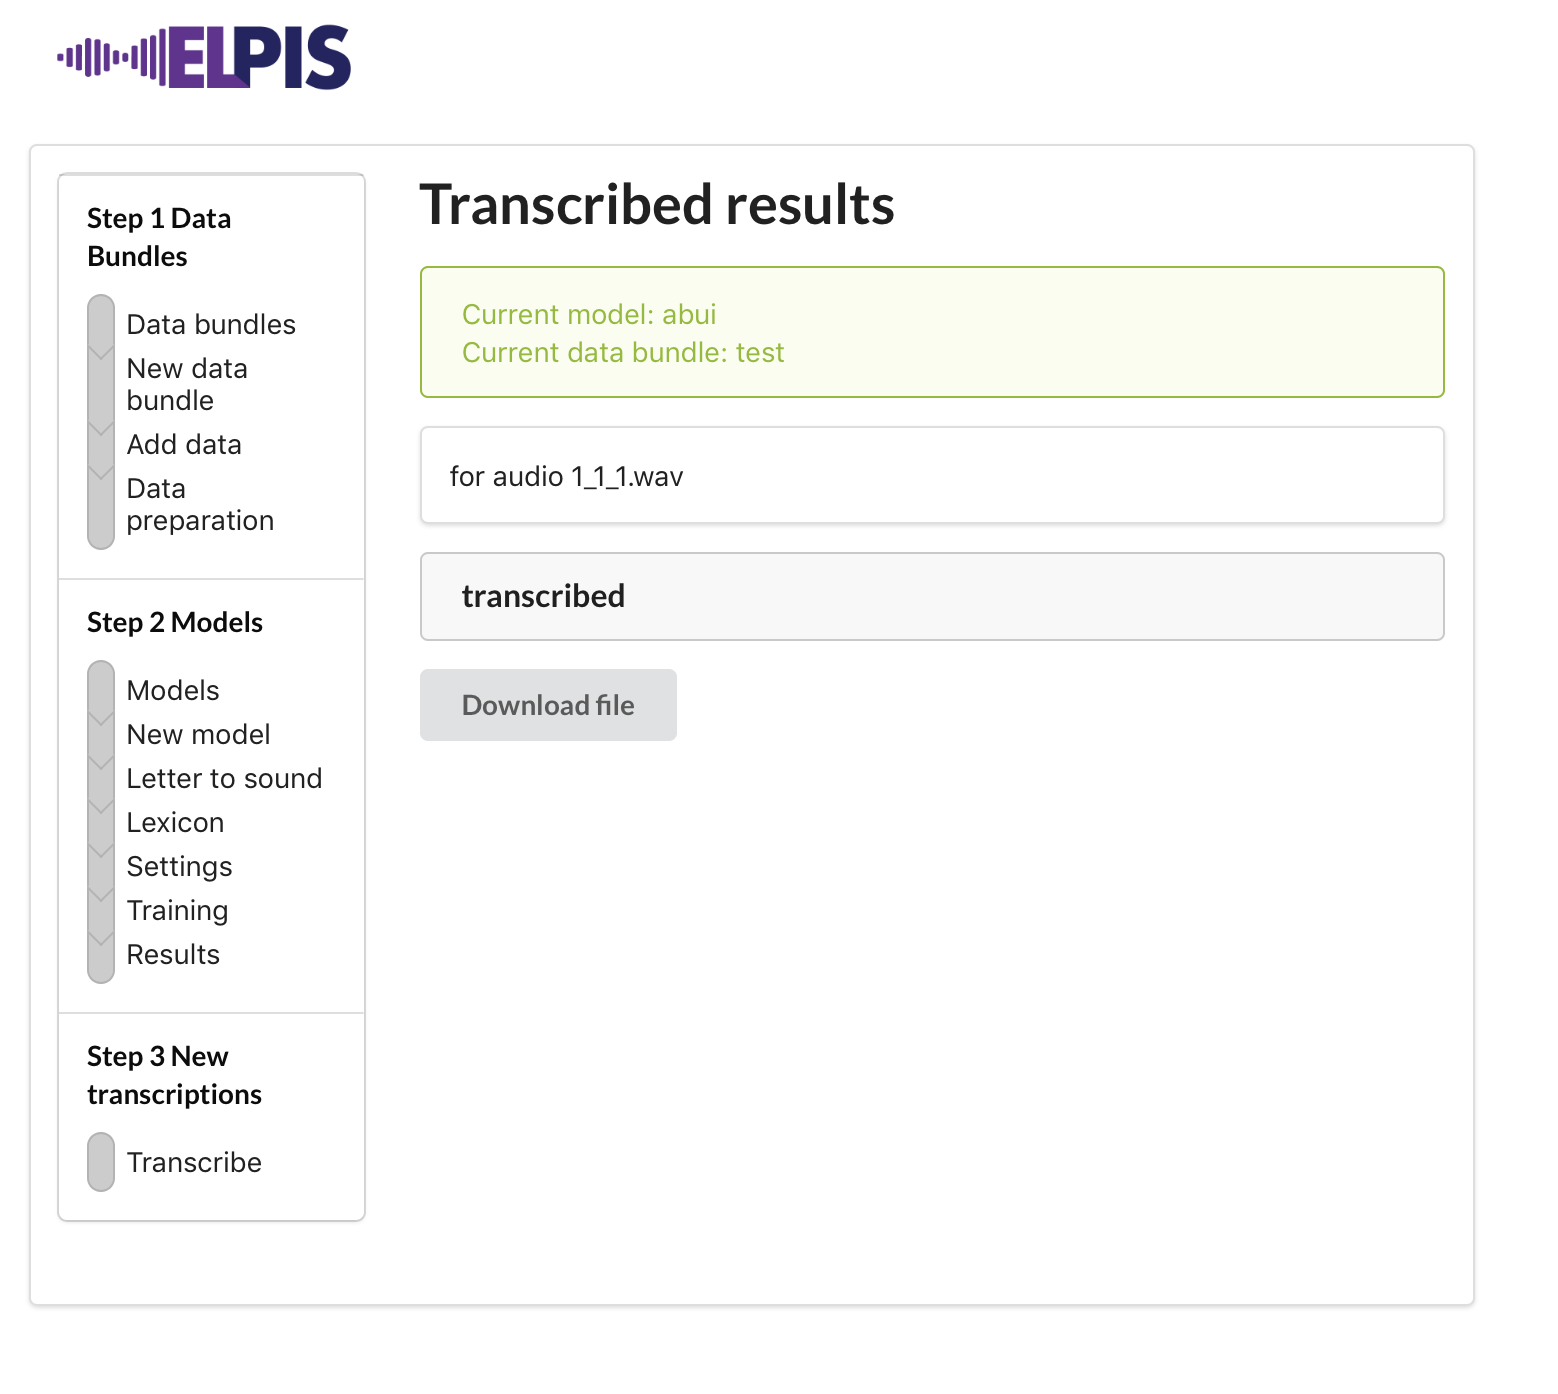 ELPIS
Step 1 Data
Bundles
Data bundles
New data
bundle
Add data
Data
preparation
Step 2 Models
Models
New model
Letter to sound
Lexicon
Settings
Training
Results
Step 3 New
transcriptions
Transcribe
Transcribed results
Current model: abui
Current data bundle: test
for audio 1_1_1.wav
transcribed
Download file